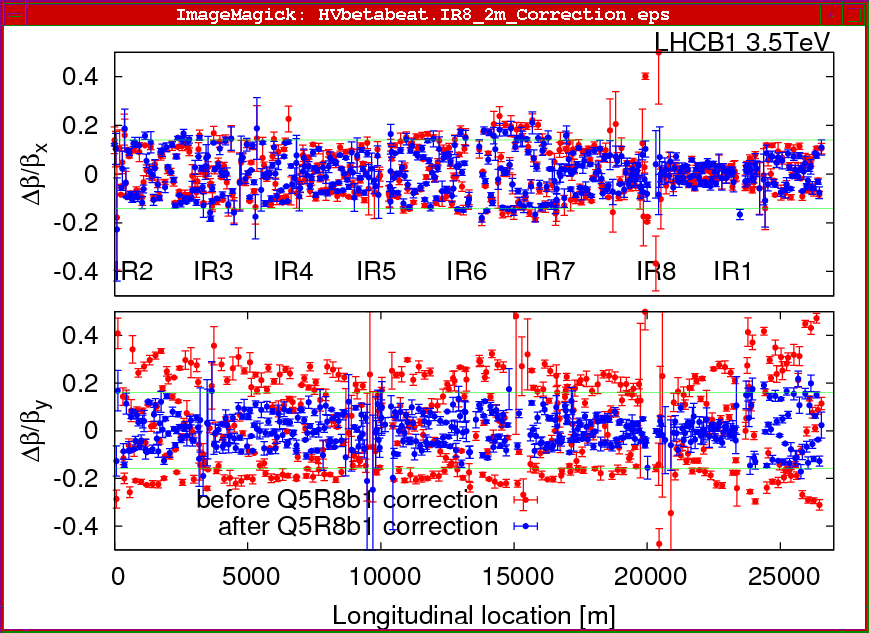 ImageMagick: HVbetabeat.IR8_2m_Correction.eps
LHCB1 3.5TeV
0.4
0.2
0
-0.2
-0.4
Δβ/βx
IR2 IR3 IR4 IR5 IR6 IR7 IR8 IR1
0.4
0.2
0
-0.2
-0.4
Δβ/βy
before Q5R8b1 correction
after Q5R8b1 correction
0 5000 10000 15000 20000 25000
Longitudinal location [m]